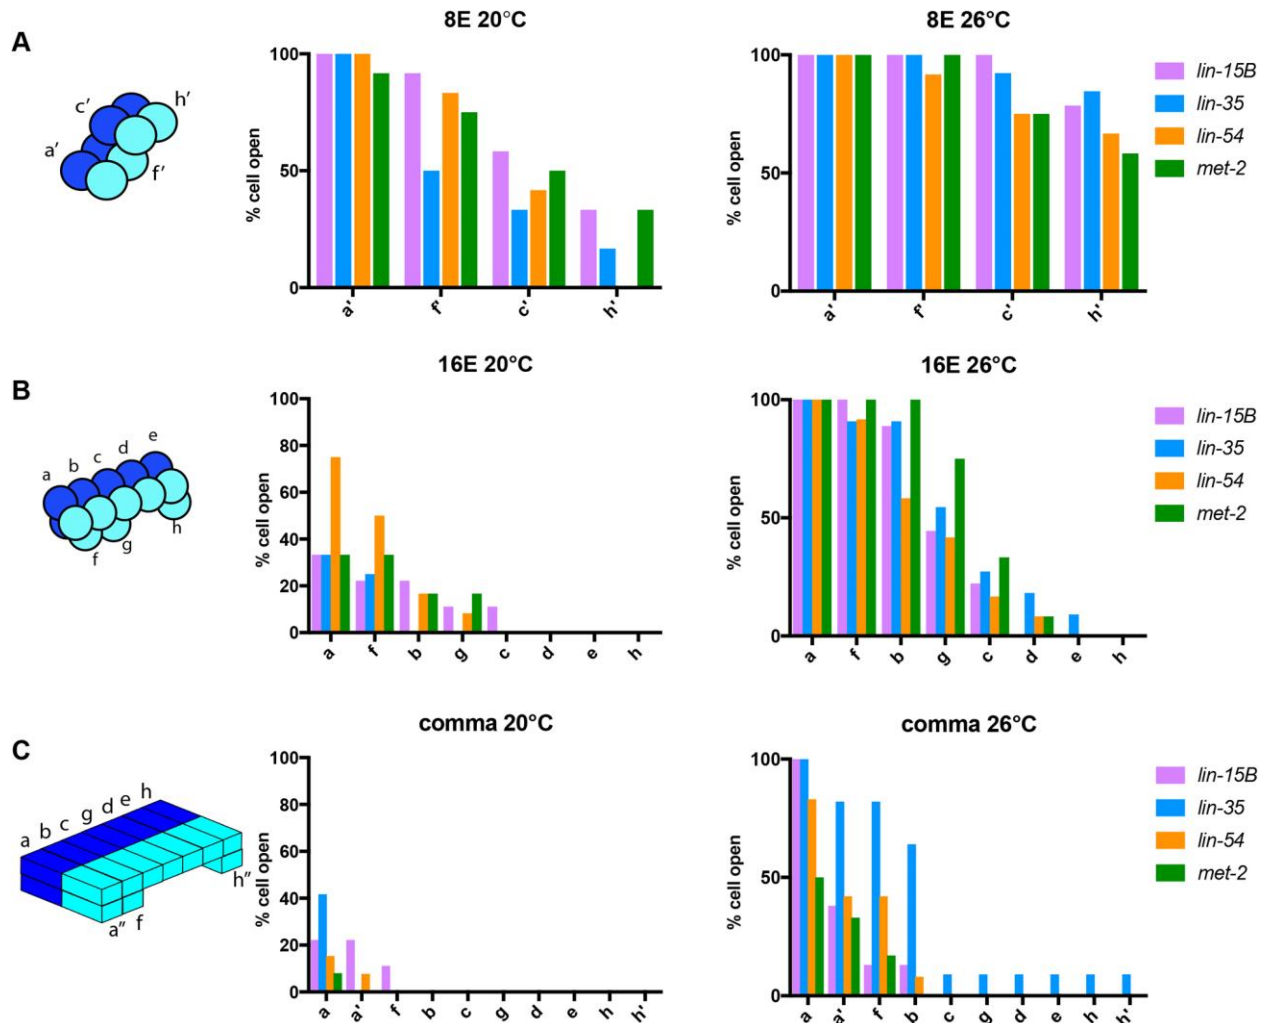 8E 20°C
8E 26°C
A
c′
h′
a′
f′
% cell open
100
50
0
a′
f′
c′
h′
% cell open
100
50
0
a′
f′
c′
h′
lin-15B
lin-35
lin-54
met-2
16E 20°C
16E 26°C
B
a
b
c
d
e
f
g
h
% cell open
100
80
60
40
20
0
a
f
b
g
c
d
e
h
% cell open
100
50
0
a
f
b
g
c
d
e
h
lin-15B
lin-35
lin-54
met-2
comma 20°C
comma 26°C
C
a
b
c
g
d
e
h
h″
a″
f
% cell open
100
80
60
40
20
0
a
a′
f
b
c
g
d
e
h
h′
% cell open
100
50
0
a
a′
f
b
c
g
d
e
h
h′
lin-15B
lin-35
lin-54
met-2